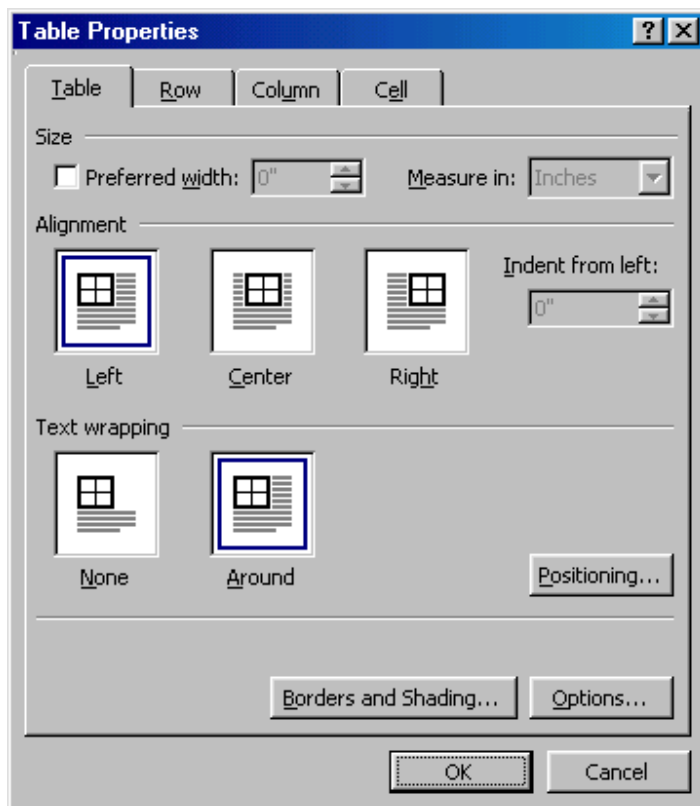 Table Properties ? X
Table Row Column Cell
Size
Preferred width: 0" Measure in: Inches
Alignment
Indent from left:
0"
Left Center Right
Text wrapping
None Around
Positioning...
Borders and Shading... Options...
OK Cancel